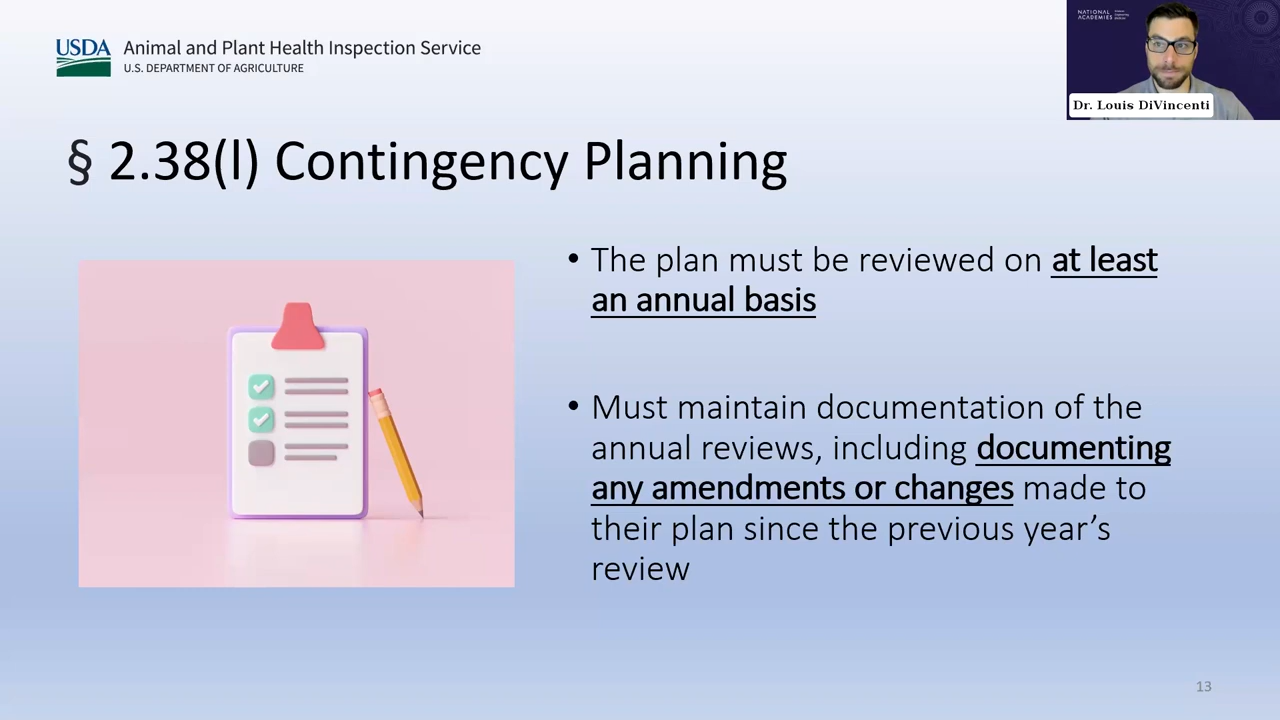 USDA
Animal and Plant Health Inspection Service
U.S. DEPARTMENT OF AGRICULTURE
NATIONAL
ACADEMIES
Dr. Louis DiVincenti
§ 2.38(l) Contingency Planning
• The plan must be reviewed on at least
an annual basis
• Must maintain documentation of the
annual reviews, including documenting
any amendments or changes made to
their plan since the previous year’s
review
13